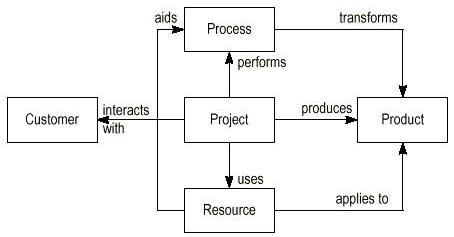 aids
transforms
Process
performs
interacts
with
produces
Customer
Project
Product
uses
Resource
applies to